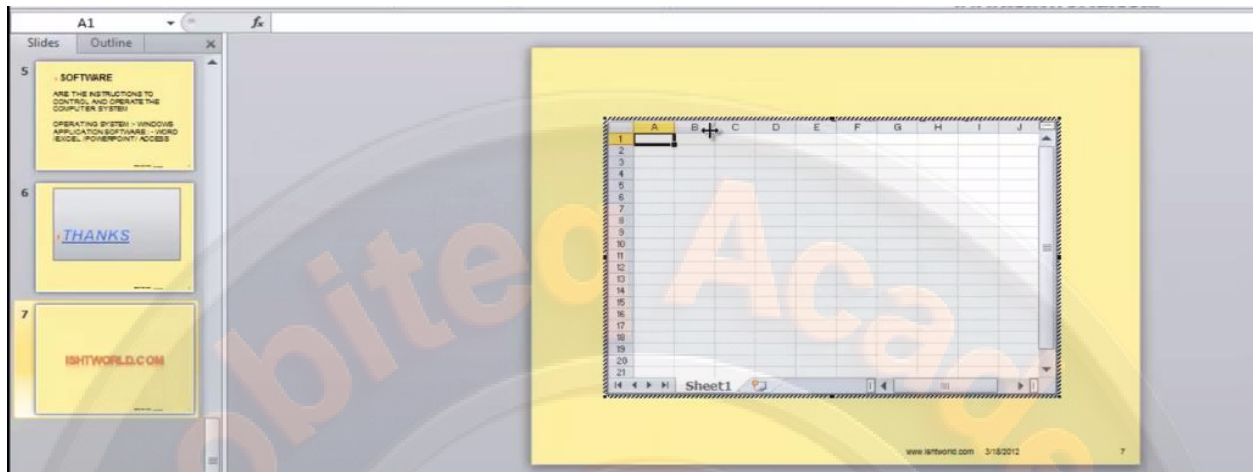 A1
fx
Slides Outline
5
SOFTWARE
ARE THE INSTRUCTIONS TO
CONTROL AND OPERATE THE
COMPUTER SYSTEM
OPERATING SYSTEM :- WINDOWS
APPLICATION SOFTWARE :- WORD
/EXCEL /POWERPOINT/ ACCESS
6
THANKS
7
ISHTWORLD.COM
A B C D E F G H I J
1
2
3
4
5
6
7
8
9
10
11
12
13
14
15
16
17
18
19
20
21
Sheet1
www.ishtworld.com 3/18/2012 7
obited Acade